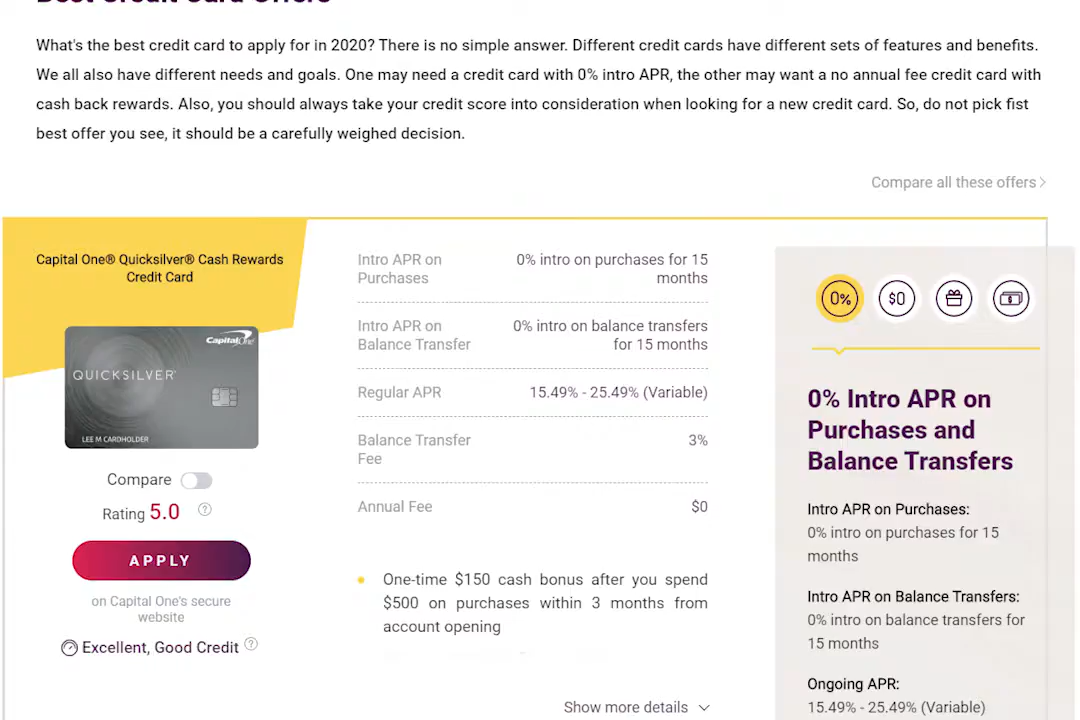 Best Credit Card Offers
What's the best credit card to apply for in 2020? There is no simple answer. Different credit cards have different sets of features and benefits.
We all also have different needs and goals. One may need a credit card with 0% intro APR, the other may want a no annual fee credit card with
cash back rewards. Also, you should always take your credit score into consideration when looking for a new credit card. So, do not pick fist
best offer you see, it should be a carefully weighed decision.
Compare all these offers
Capital One® Quicksilver® Cash Rewards
Credit Card
Capital One
QUICKSILVER
LEE M CARDHOLDER
Compare
Rating 5.0 ?
APPLY
on Capital One's secure
website
Excellent, Good Credit ?
Intro APR on
Purchases
0% intro on purchases for 15
months
Intro APR on
Balance Transfer
0% intro on balance transfers
for 15 months
Regular APR
15.49% - 25.49% (Variable)
Balance Transfer
Fee
3%
Annual Fee
$0
One-time $150 cash bonus after you spend
$500 on purchases within 3 months from
account opening
Show more details
0%
$0
$
0% Intro APR on
Purchases and
Balance Transfers
Intro APR on Purchases:
0% intro on purchases for 15
months
Intro APR on Balance Transfers:
0% intro on balance transfers for
15 months
Ongoing APR:
15.49% - 25.49% (Variable)